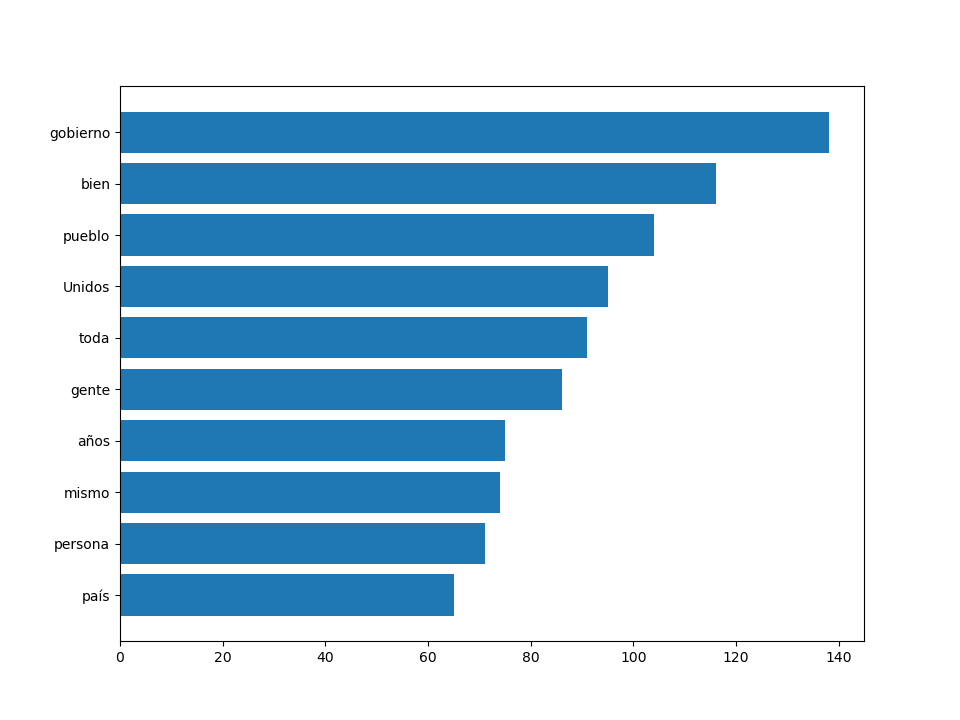 gobierno
bien
pueblo
Unidos
toda
gente
años
mismo
persona
país
0 20 40 60 80 100 120 140